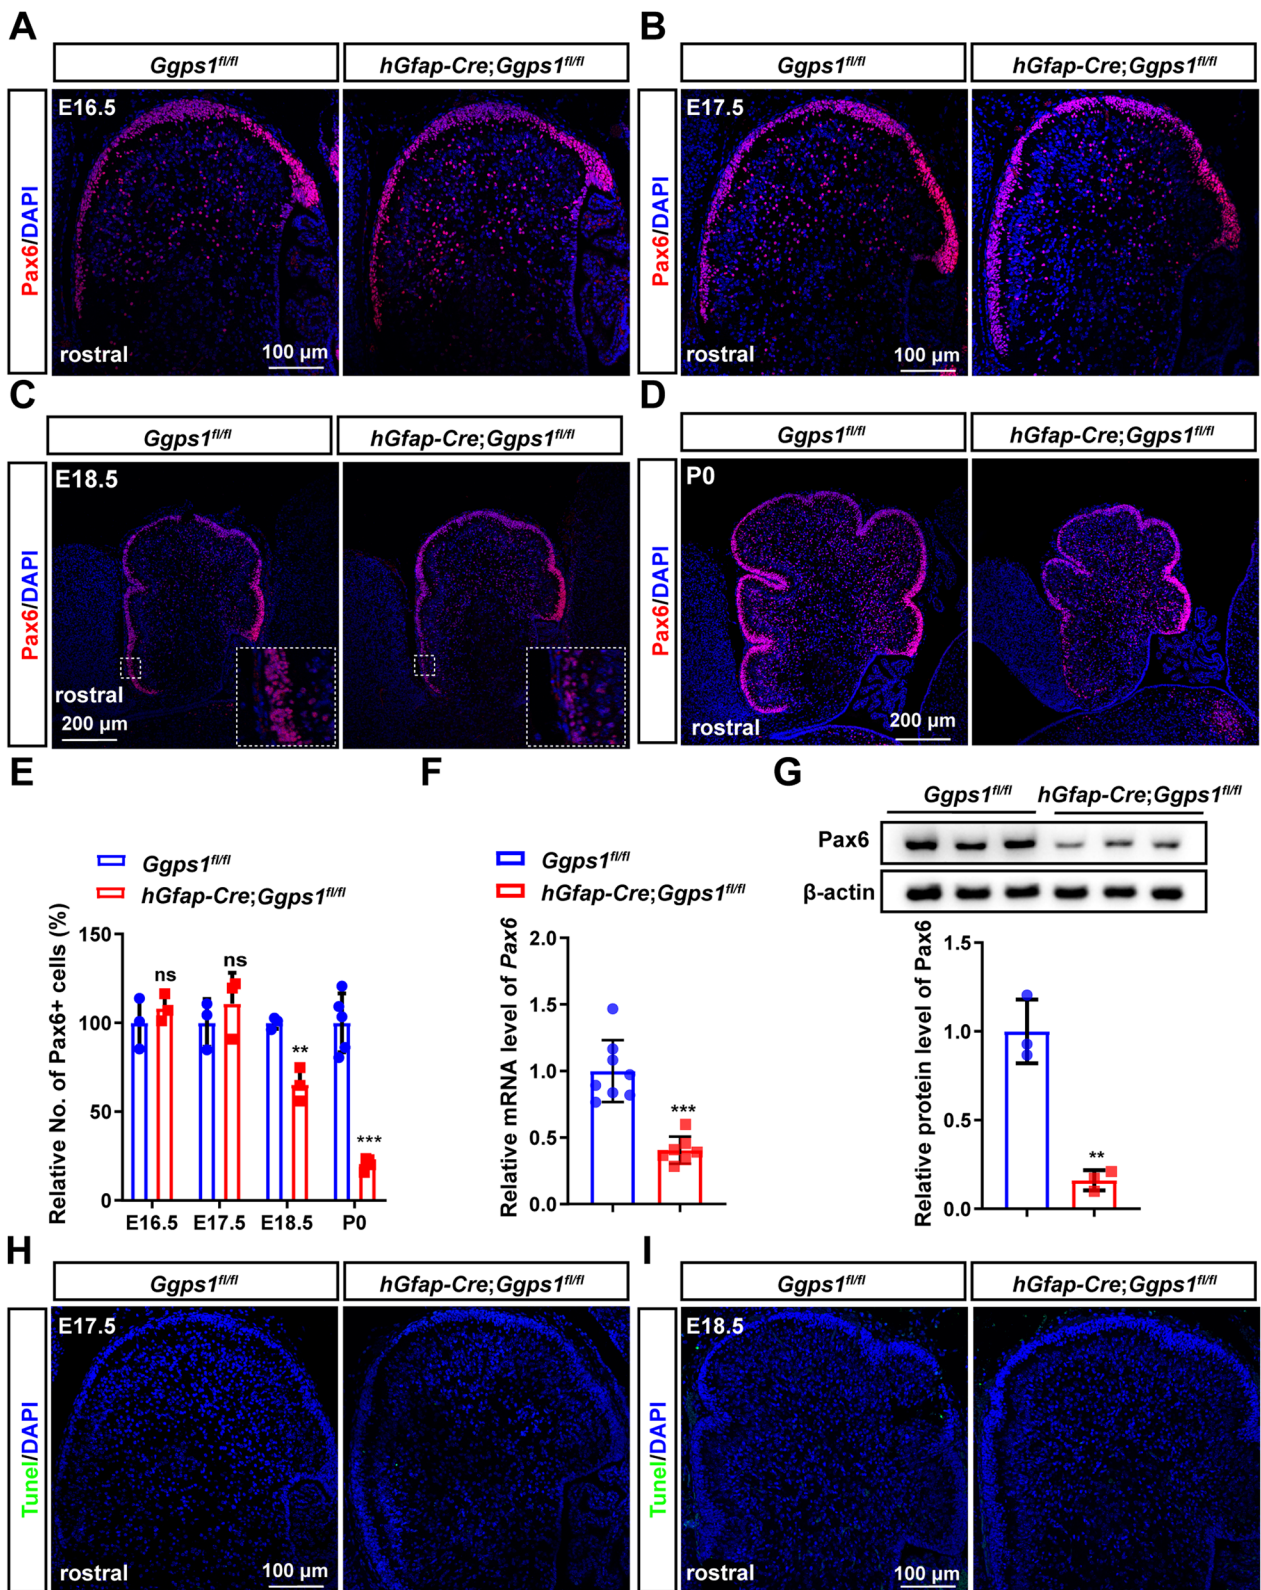 A
Ggps1fl/fl
hGfap-Cre;Ggps1fl/fl
Pax6/DAPI
E16.5
rostral
100 µm
B
Ggps1fl/fl
hGfap-Cre;Ggps1fl/fl
Pax6/DAPI
E17.5
rostral
100 µm
C
Ggps1fl/fl
hGfap-Cre;Ggps1fl/fl
Pax6/DAPI
E18.5
rostral
200 µm
D
Ggps1fl/fl
hGfap-Cre;Ggps1fl/fl
Pax6/DAPI
P0
rostral
200 µm
E
Ggps1fl/fl
hGfap-Cre;Ggps1fl/fl
Relative No. of Pax6+ cells (%)
150
100
50
0
ns
ns
**
***
E16.5 E17.5 E18.5 P0
F
Ggps1fl/fl
hGfap-Cre;Ggps1fl/fl
Relative mRNA level of Pax6
2.0
1.5
1.0
0.5
0.0
***
G
Ggps1fl/fl hGfap-Cre;Ggps1fl/fl
Pax6
β-actin
Relative protein level of Pax6
1.5
1.0
0.5
0.0
**
H
Ggps1fl/fl
hGfap-Cre;Ggps1fl/fl
Tunel/DAPI
E17.5
rostral
100 µm
I
Ggps1fl/fl
hGfap-Cre;Ggps1fl/fl
Tunel/DAPI
E18.5
rostral
100 µm